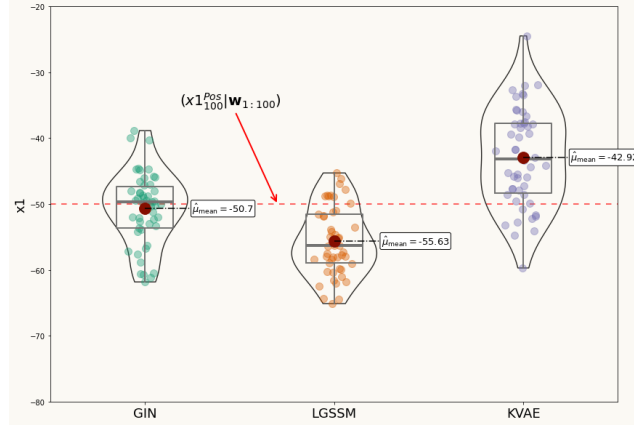 −20
−30
(x1^{Pos}_{100}|w_{1:100})
−40
μ̂_mean = -42.92
x1
−50
μ̂_mean = -50.7
μ̂_mean = -55.63
−60
−70
−80
GIN LGSSM KVAE